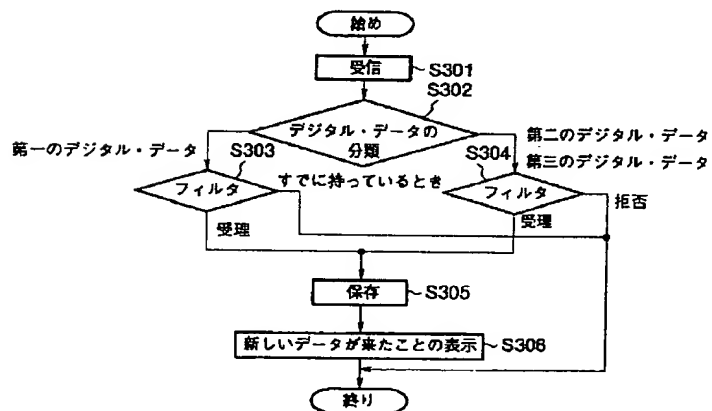 始め
受信
S301
S302
デジタル・データの
分類
第一のデジタル・データ
第二のデジタル・データ
第三のデジタル・データ
S303
S304
すでに持っているとき
フィルタ
フィルタ
拒否
受理
受理
保存
S305
新しいデータが来たことの表示
S306
終り